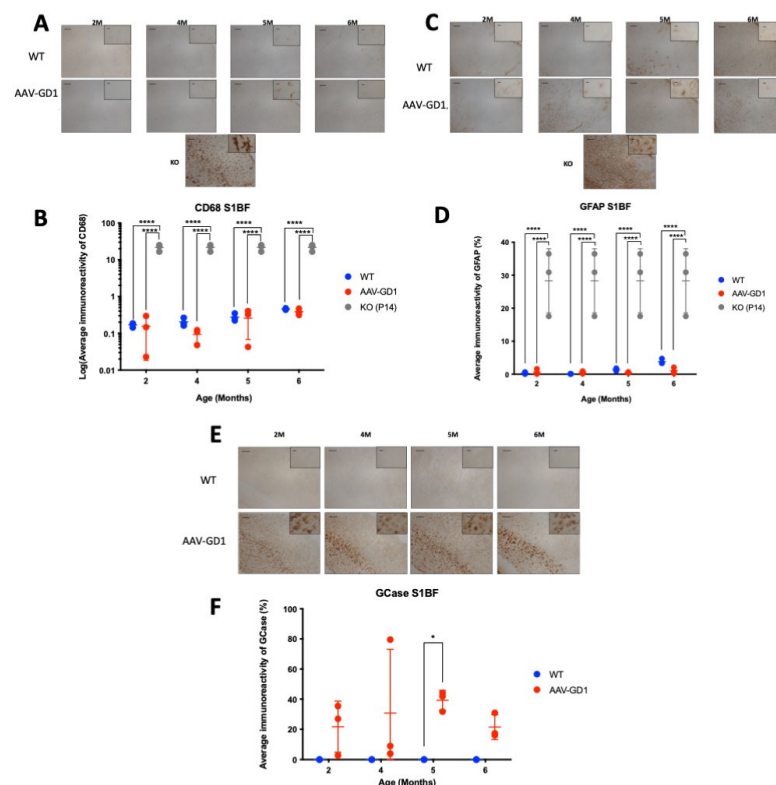 A
2M 4M 5M 6M
WT
AAV-GD1
KO
C
2M 4M 5M 6M
WT
AAV-GD1.
KO
B
CD68 S1BF
Log(Average immunoreactivity of CD68)
**** **** **** ****
**** **** **** ****
100
10
1
0.1
0.01
2 4 5 6
Age (Months)
WT
AAV-GD1
KO (P14)
D
GFAP S1BF
Average immunoreactivity of GFAP (%)
**** **** **** ****
**** **** **** ****
40
30
20
10
0
2 4 5 6
Age (Months)
WT
AAV-GD1
KO (P14)
E
2M 4M 5M 6M
WT
AAV-GD1
F
GCase S1BF
Average immunoreactivity of GCase (%)
*
100
80
60
40
20
0
2 4 5 6
Age (Months)
WT
AAV-GD1